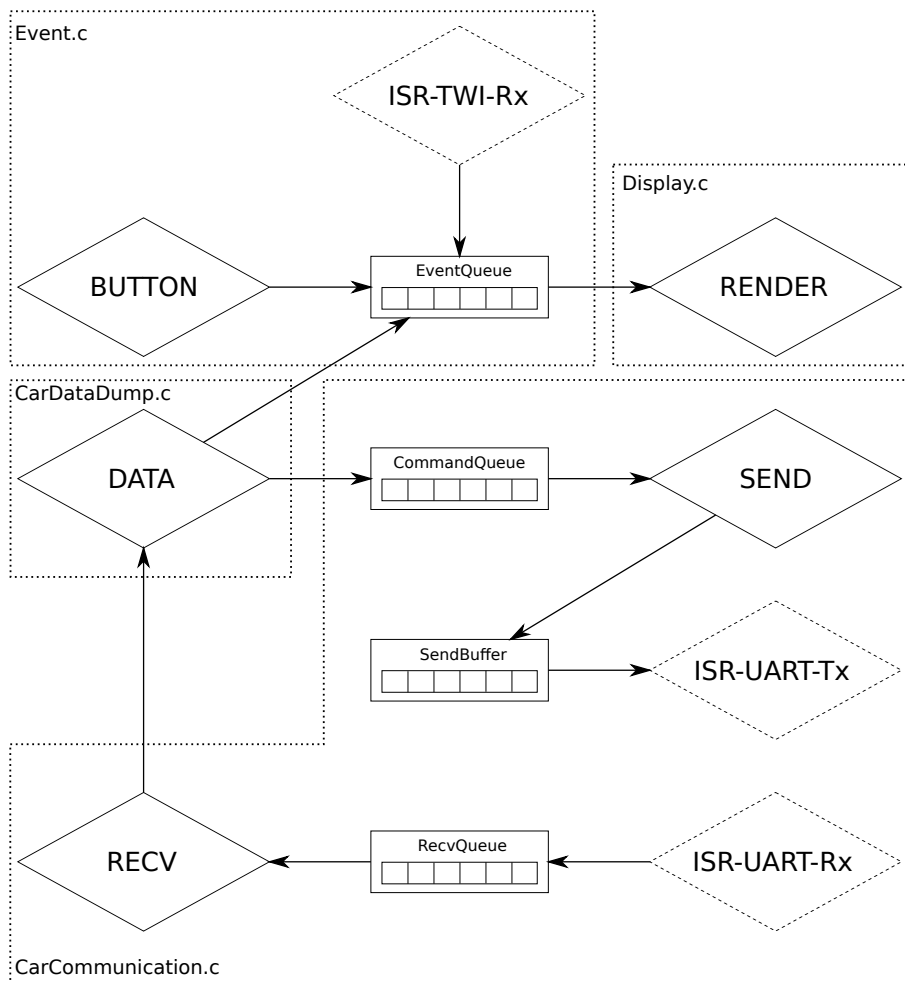 Event.c
ISR-TWI-Rx
Display.c
BUTTON
EventQueue
RENDER
CarDataDump.c
DATA
CommandQueue
SEND
SendBuffer
ISR-UART-Tx
RECV
RecvQueue
ISR-UART-Rx
CarCommunication.c